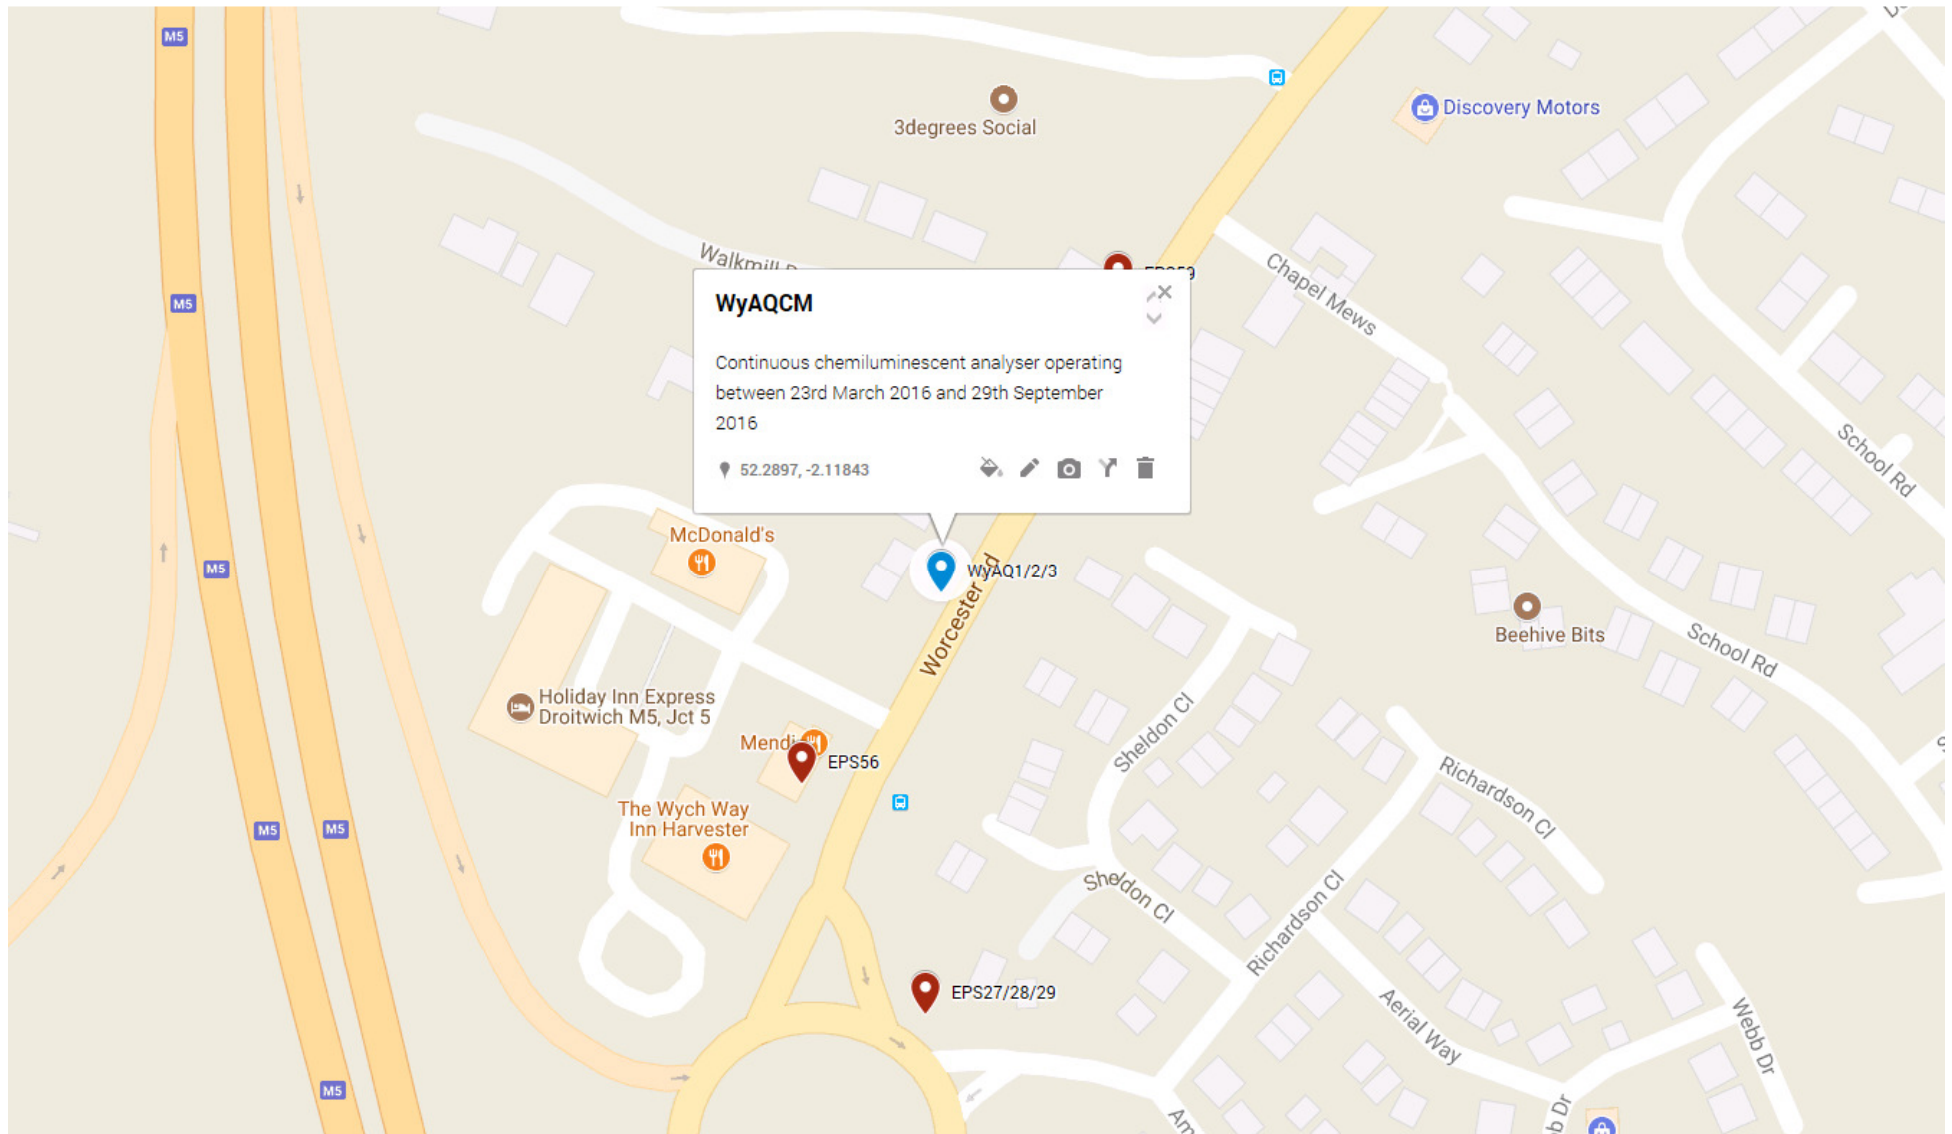 M5
3degrees Social
Discovery Motors
Walkmill
Chapel Mews
M5
WyAQCM
Continuous chemiluminescent analyser operating
between 23rd March 2016 and 29th September
2016
52.2897, -2.11843
School Rd
McDonald's
M5
WyAQ1/2/3
Worcester Rd
Beehive Bits
School Rd
Holiday Inn Express
Droitwich M5, Jct 5
Sheldon Cl
Mendi
EPS56
Richardson Cl
The Wych Way
Inn Harvester
M5
M5
Sheldon Cl
Richardson Cl
EPS27/28/29
Aerial Way
Webb Dr
M5
Dr